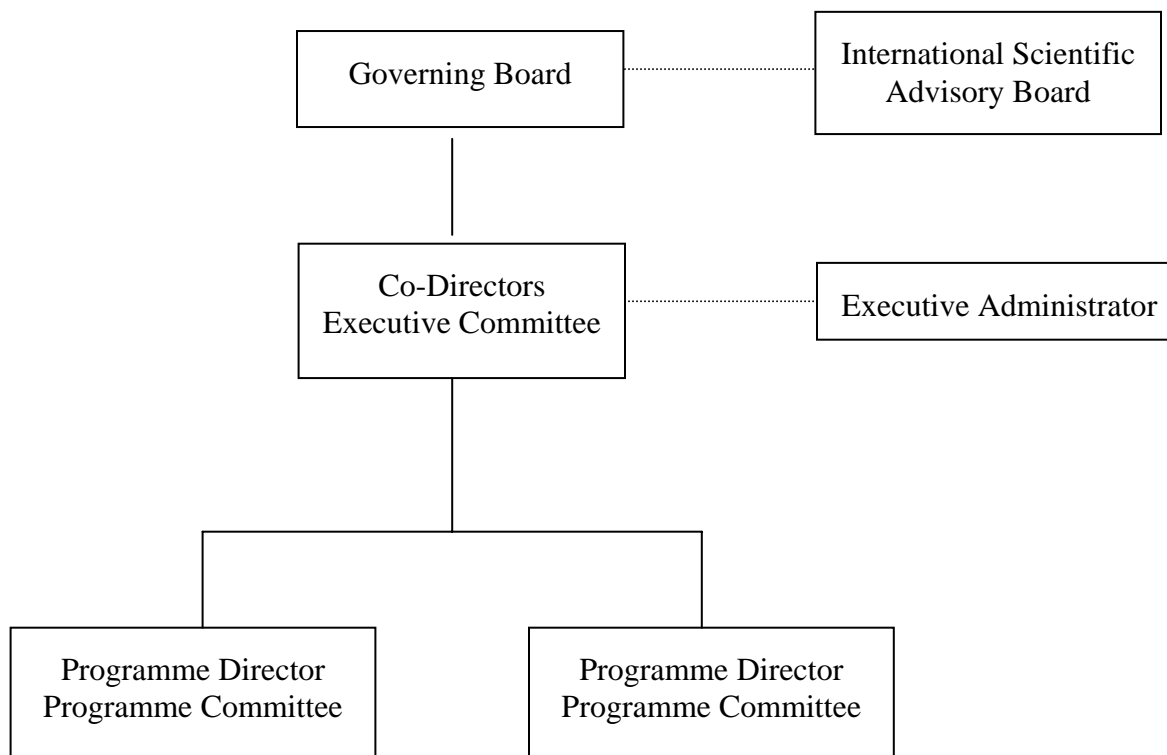 Governing Board
International Scientific
Advisory Board
Co-Directors
Executive Committee
Executive Administrator
Programme Director
Programme Committee
Programme Director
Programme Committee